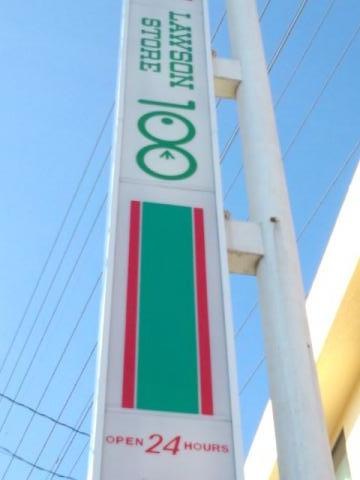 LAWSON
STORE
100
OPEN 24 HOURS